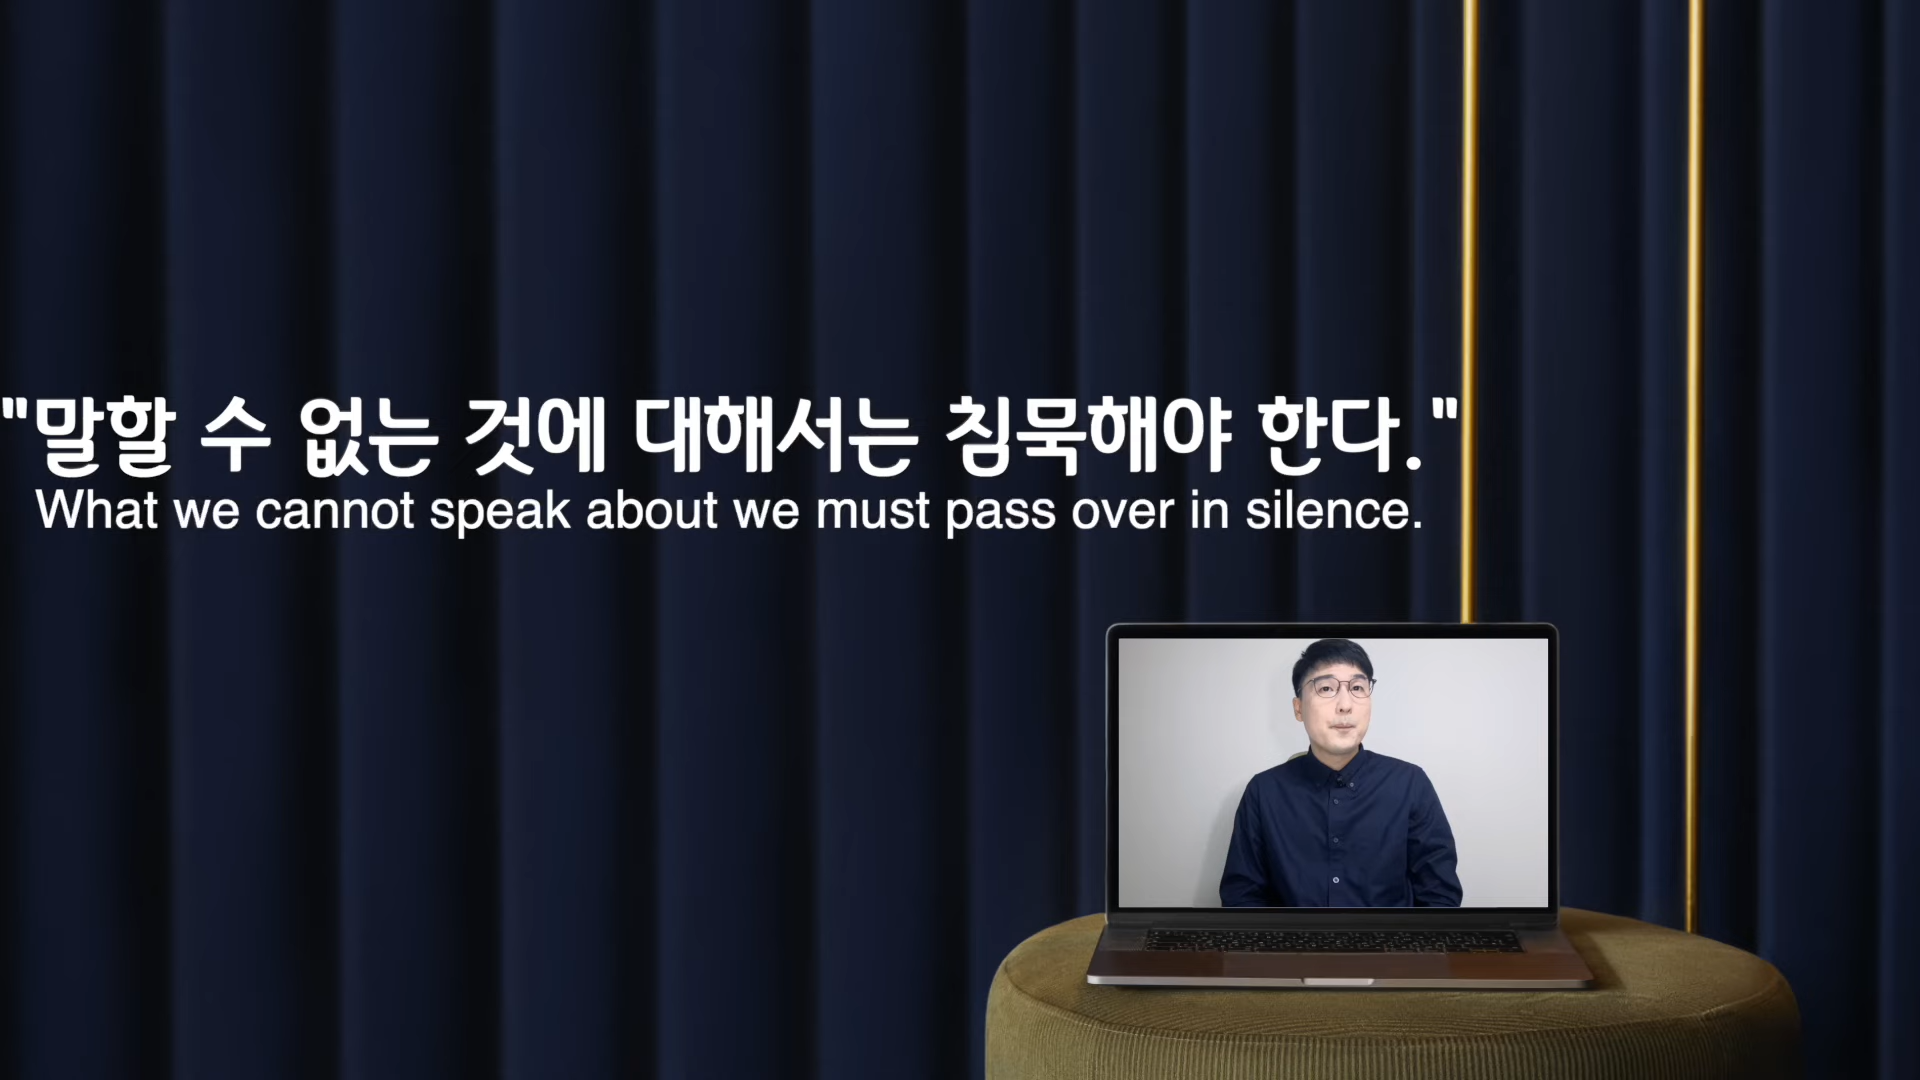 "말할 수 없는 것에 대해서는 침묵해야 한다."
What we cannot speak about we must pass over in silence.